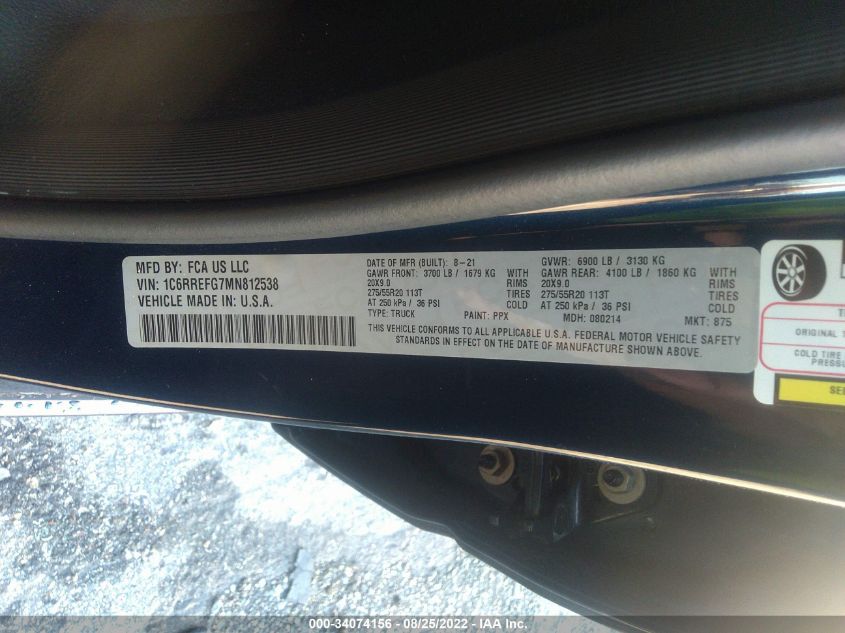 MFD BY: FCA US LLC
VIN: 1C6RREFG7MN812538
VEHICLE MADE IN: U.S.A.
DATE OF MFR (BUILT): 8-21 GVWR: 6900 LB / 3130 KG
GAWR FRONT: 3700 LB / 1679 KG WITH GAWR REAR: 4100 LB / 1860 KG WITH
20X9.0 RIMS 20X9.0 RIMS
275/55R20 113T TIRES 275/55R20 113T TIRES
AT 250 kPa / 36 PSI COLD AT 250 kPa / 36 PSI COLD
TYPE: TRUCK PAINT: PPX MDH: 080214 MKT: 875
THIS VEHICLE CONFORMS TO ALL APPLICABLE U.S.A. FEDERAL MOTOR VEHICLE SAFETY
STANDARDS IN EFFECT ON THE DATE OF MANUFACTURE SHOWN ABOVE.
ORIGINAL
COLD TIRE
000-34074156 - 08/25/2022 - IAA Inc.